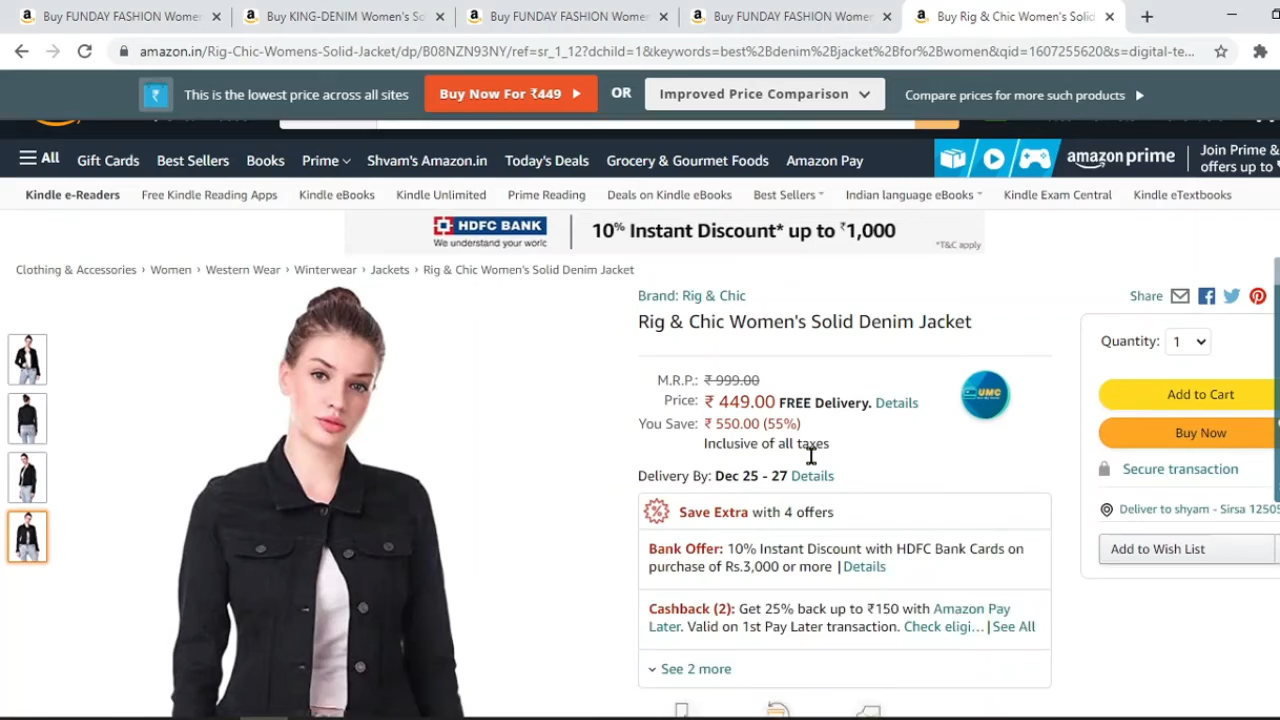 Buy FUNDAY FASHION Wome
Buy KING-DENIM Women's So
Buy FUNDAY FASHION Wome
Buy FUNDAY FASHION Women
Buy Rig & Chic Women's Solid
amazon.in/Rig-Chic-Womens-Solid-Jacket/dp/B08NZN93NY/ref=sr_1_12?dchild=1&keywords=best%2Bdenim%2Bjacket%2Bfor%2Bwomen&qid=1607255620&s=digital-te...
This is the lowest price across all sites
Buy Now For ₹449
OR
Improved Price Comparison
Compare prices for more such products
All
Gift Cards
Best Sellers
Books
Prime
Shvam's Amazon.in
Today's Deals
Grocery & Gourmet Foods
Amazon Pay
amazon prime
Join Prime &
offers up to
Kindle e-Readers
Free Kindle Reading Apps
Kindle eBooks
Kindle Unlimited
Prime Reading
Deals on Kindle eBooks
Best Sellers
Indian language eBooks
Kindle Exam Central
Kindle eTextbooks
HDFC BANK
We understand your world
10% Instant Discount* up to ₹1,000
*T&C apply
Clothing & Accessories › Women › Western Wear › Winterwear › Jackets › Rig & Chic Women's Solid Denim Jacket
Brand: Rig & Chic
Share
Rig & Chic Women's Solid Denim Jacket
Quantity: 1
M.R.P.: ₹ 999.00
Price: ₹ 449.00 FREE Delivery. Details
You Save: ₹ 550.00 (55%)
Inclusive of all taxes
UMC
Add to Cart
Buy Now
Delivery By: Dec 25 - 27 Details
Secure transaction
Save Extra with 4 offers
Deliver to shyam - Sirsa 12505
Bank Offer: 10% Instant Discount with HDFC Bank Cards on
purchase of Rs.3,000 or more | Details
Add to Wish List
Cashback (2): Get 25% back up to ₹150 with Amazon Pay
Later. Valid on 1st Pay Later transaction. Check eligi... | See All
See 2 more